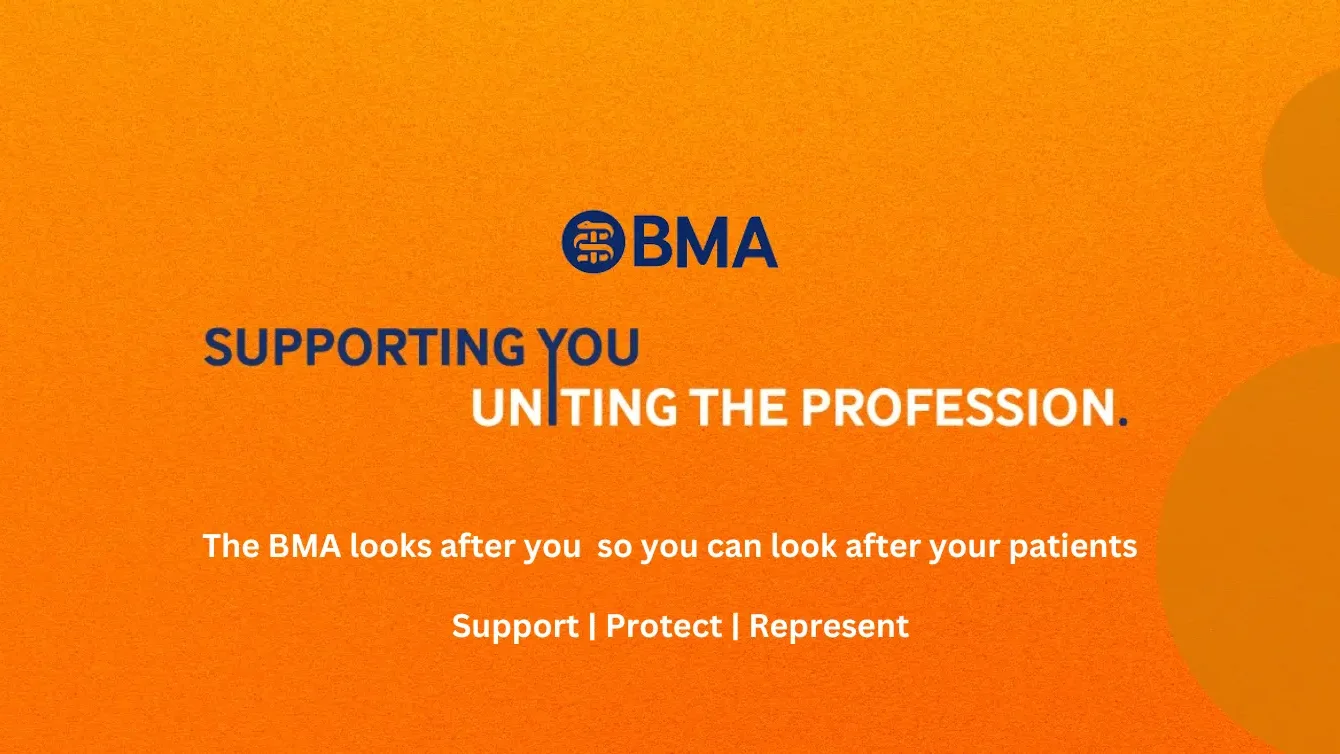 BMA
SUPPORTING YOU
UNITING THE PROFESSION.
The BMA looks after you  so you can look after your patients
Support | Protect | Represent